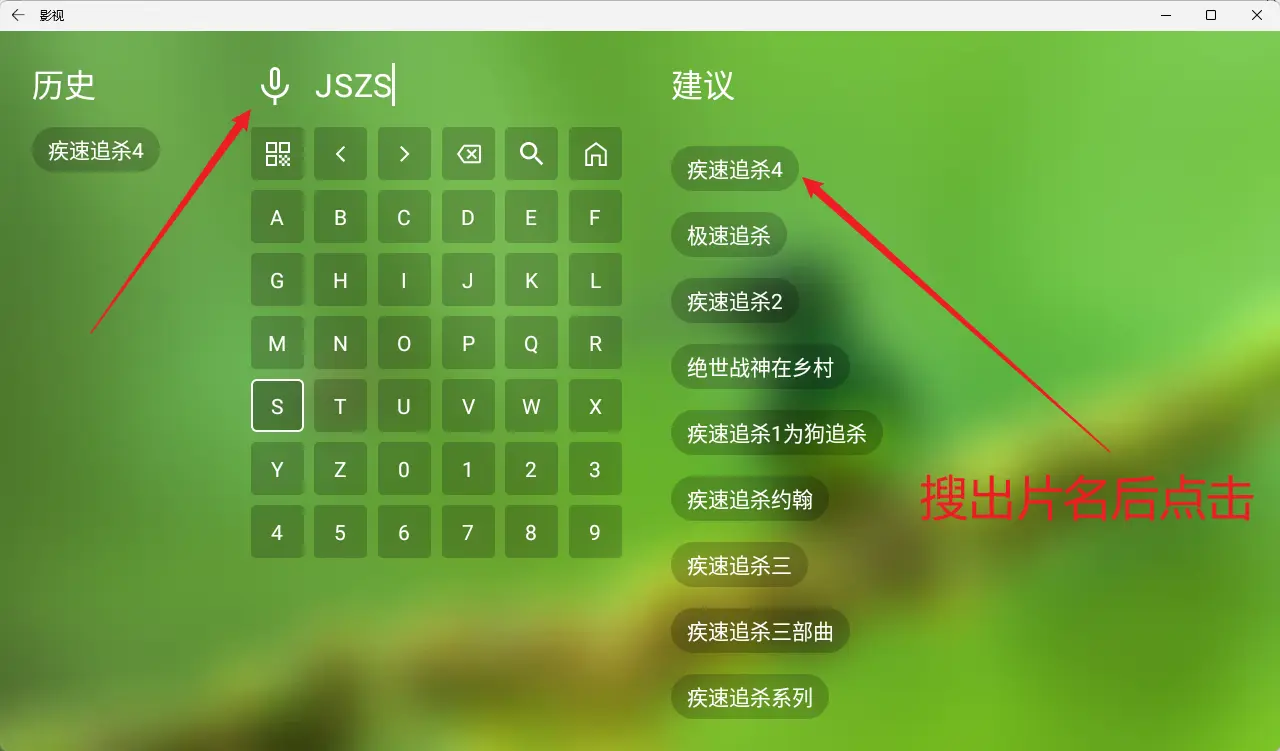 影视
历史
JSZS
建议
疾速追杀4
A B C D E F
G H I J K L
M N O P Q R
S T U V W X
Y Z 0 1 2 3
4 5 6 7 8 9
疾速追杀4
极速追杀
疾速追杀2
绝世战神在乡村
疾速追杀1为狗追杀
疾速追杀约翰
疾速追杀三
疾速追杀三部曲
疾速追杀系列
搜出片名后点击